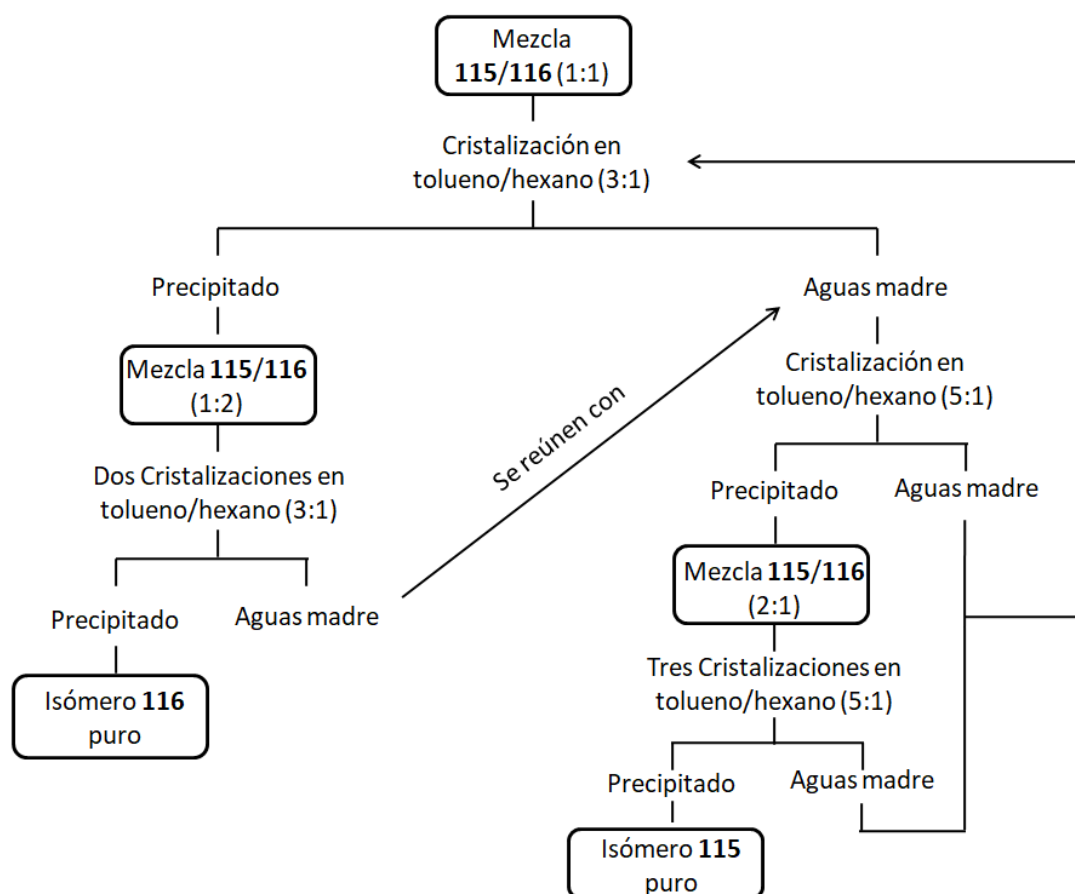 Mezcla
115/116 (1:1)
Cristalización en
tolueno/hexano (3:1)
Precipitado
Mezcla 115/116
(1:2)
Dos Cristalizaciones en
tolueno/hexano (3:1)
Precipitado
Aguas madre
Isómero 116
puro
Se reúnen con
Aguas madre
Cristalización en
tolueno/hexano (5:1)
Precipitado
Aguas madre
Mezcla 115/116
(2:1)
Tres Cristalizaciones en
tolueno/hexano (5:1)
Precipitado
Aguas madre
Isómero 115
puro